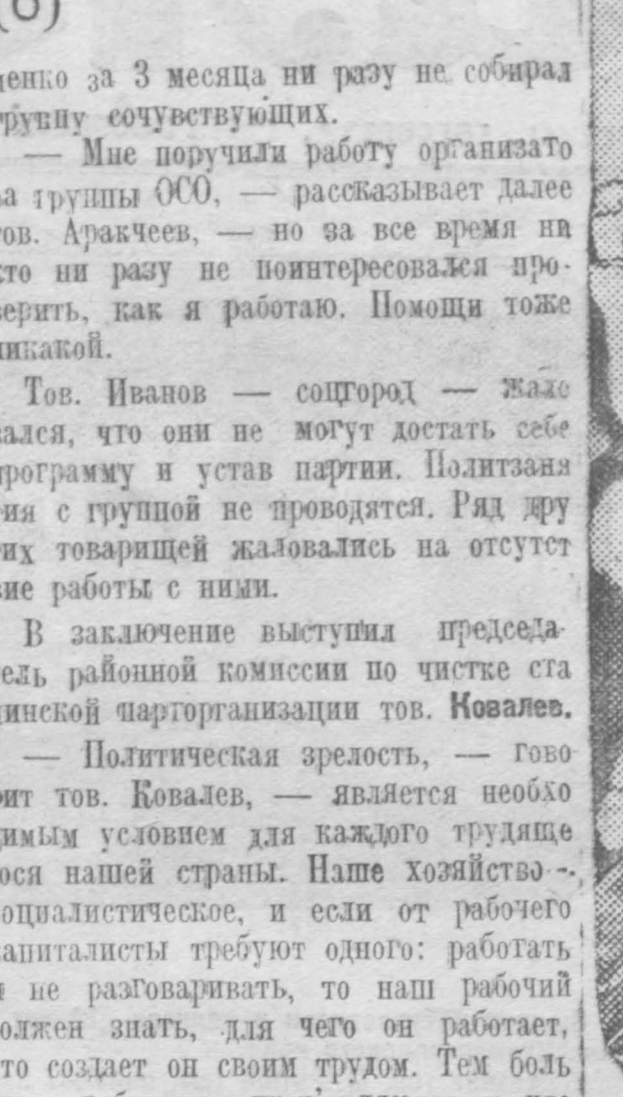 (6)
ненко за 3 месяца ни разу не собирал
группу сочувствующих.
— Мне поручили работу организато
ра группы ОСО, — рассказывает далее
тов. Аракчеев, — но за все время ни
кто ни разу не поинтересовался про-
верить, как я работаю. Помощи тоже
никакой.
Тов. Иванов — соцгород — жало
вался, что они не могут достать себе
программу и устав партии. Политзаня
тия с группой не проводятся. Ряд дру
гих товарищей жаловались на отсутст
вие работы с ними.
В заключение выступил председа-
тель районной комиссии по чистке ста
линской парторганизации тов. Ковалев.
— Политическая зрелость, — гово
рит тов. Ковалев, — является необхо
димым условием для каждого трудяще
гося нашей страны. Наше хозяйство —
социалистическое, и если от рабочего
капиталисты требуют одного: работать
и не разговаривать, то наш рабочий
должен знать, для чего он работает,
что создает он своим трудом. Тем боль